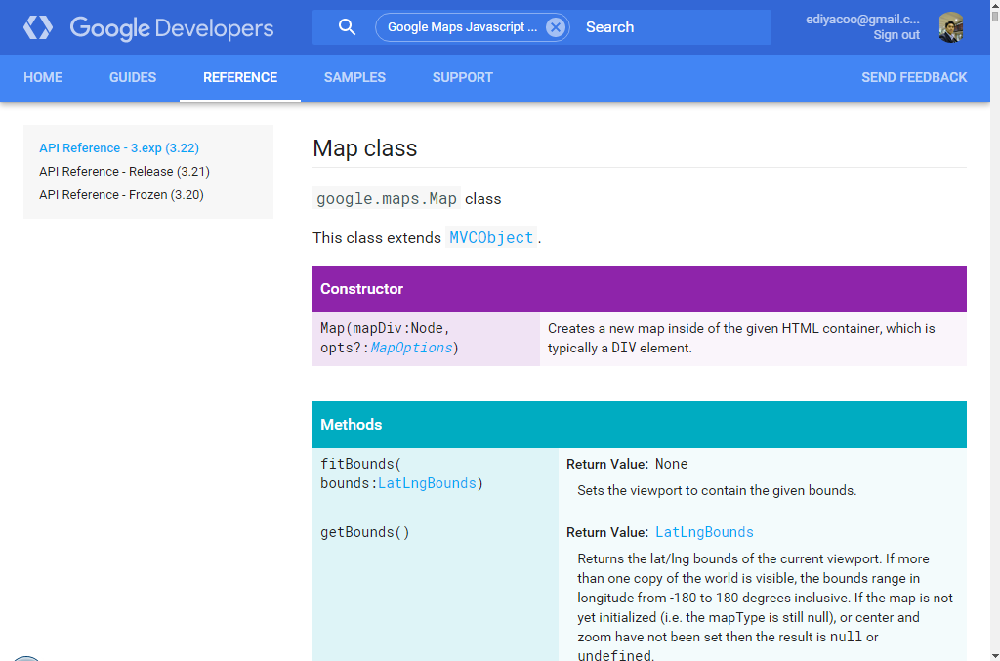 Google Developers
Google Maps Javascript ...
Search
ediyacoo@gmail.c...
Sign out
HOME
GUIDES
REFERENCE
SAMPLES
SUPPORT
SEND FEEDBACK
API Reference - 3.exp (3.22)
API Reference - Release (3.21)
API Reference - Frozen (3.20)
Map class
google.maps.Map class
This class extends MVCObject.
Constructor
Map(mapDiv:Node,
opts?:MapOptions)
Creates a new map inside of the given HTML container, which is
typically a DIV element.
Methods
fitBounds(
bounds:LatLngBounds)
Return Value: None
Sets the viewport to contain the given bounds.
getBounds()
Return Value: LatLngBounds
Returns the lat/lng bounds of the current viewport. If more
than one copy of the world is visible, the bounds range in
longitude from -180 to 180 degrees inclusive. If the map is not
yet initialized (i.e. the mapType is still null), or center and
zoom have not been set then the result is null or
undefined.